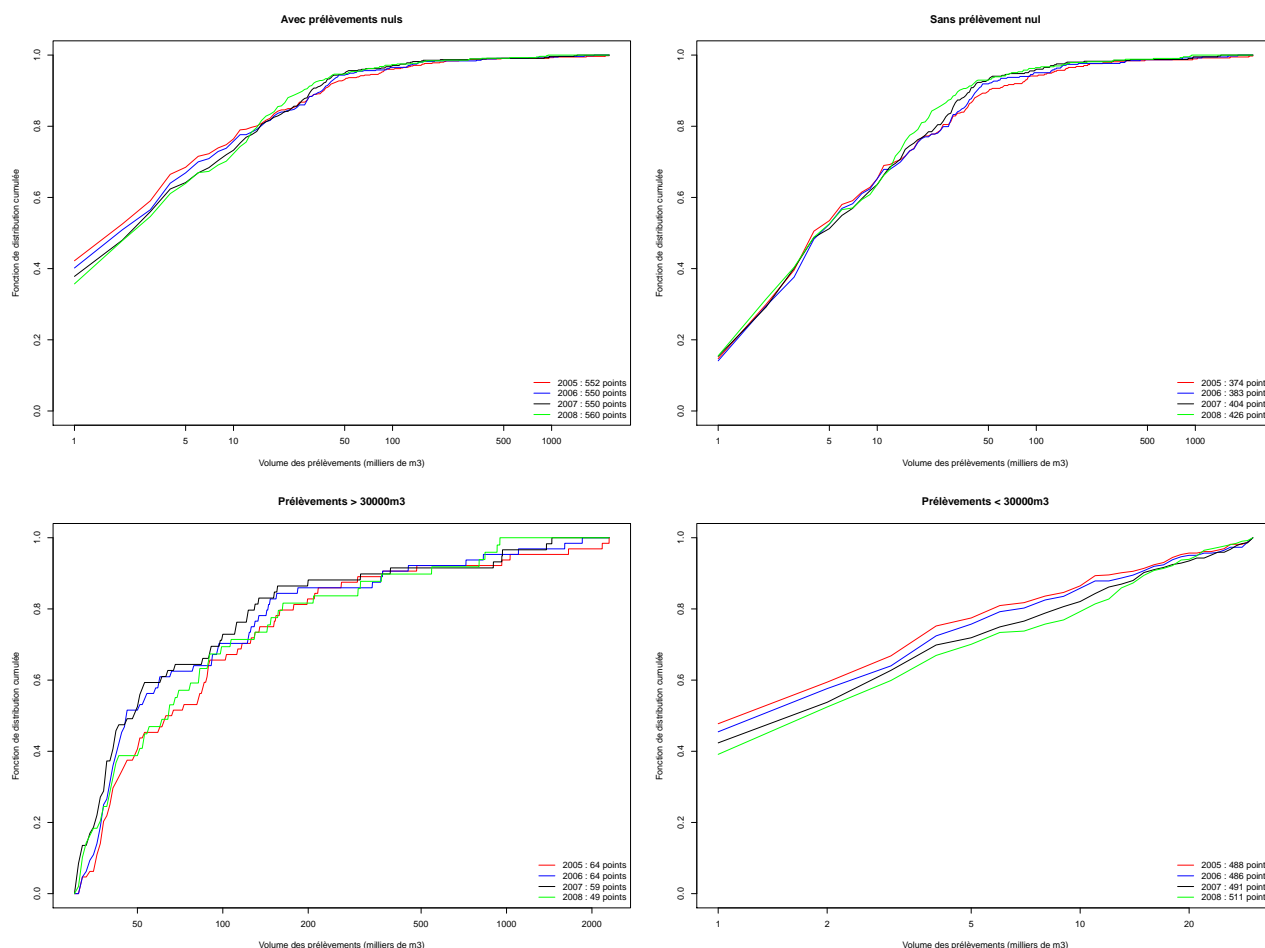 Avec prélèvements nuls
Fonction de distribution cumulée
0.0 0.2 0.4 0.6 0.8 1.0
1 5 10 50 100 500 1000
Volume des prélèvements (milliers de m3)
2005 : 552 points
2006 : 550 points
2007 : 550 points
2008 : 560 points
Sans prélèvement nul
Fonction de distribution cumulée
0.0 0.2 0.4 0.6 0.8 1.0
1 5 10 50 100 500 1000
Volume des prélèvements (milliers de m3)
2005 : 374 point
2006 : 383 point
2007 : 404 point
2008 : 426 point
Prélèvements > 30000m3
Fonction de distribution cumulée
0.0 0.2 0.4 0.6 0.8 1.0
50 100 200 500 1000 2000
Volume des prélèvements (milliers de m3)
2005 : 64 points
2006 : 64 points
2007 : 59 points
2008 : 49 points
Prélèvements < 30000m3
Fonction de distribution cumulée
0.0 0.2 0.4 0.6 0.8 1.0
1 2 5 10 20
Volume des prélèvements (milliers de m3)
2005 : 488 point
2006 : 486 point
2007 : 491 point
2008 : 511 point